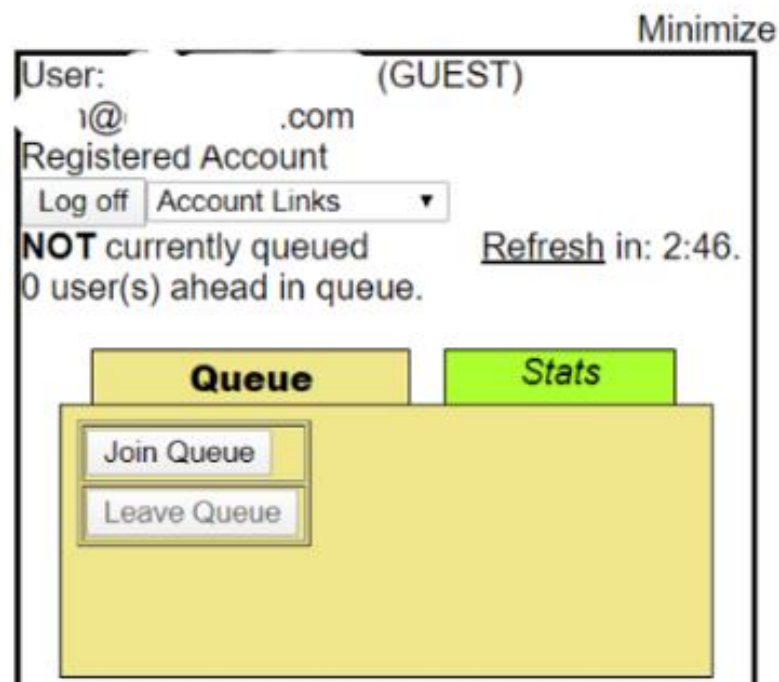 Minimize
User: (GUEST)
@ .com
Registered Account
Log off Account Links
NOT currently queued Refresh in: 2:46.
0 user(s) ahead in queue.
Queue Stats
Join Queue
Leave Queue